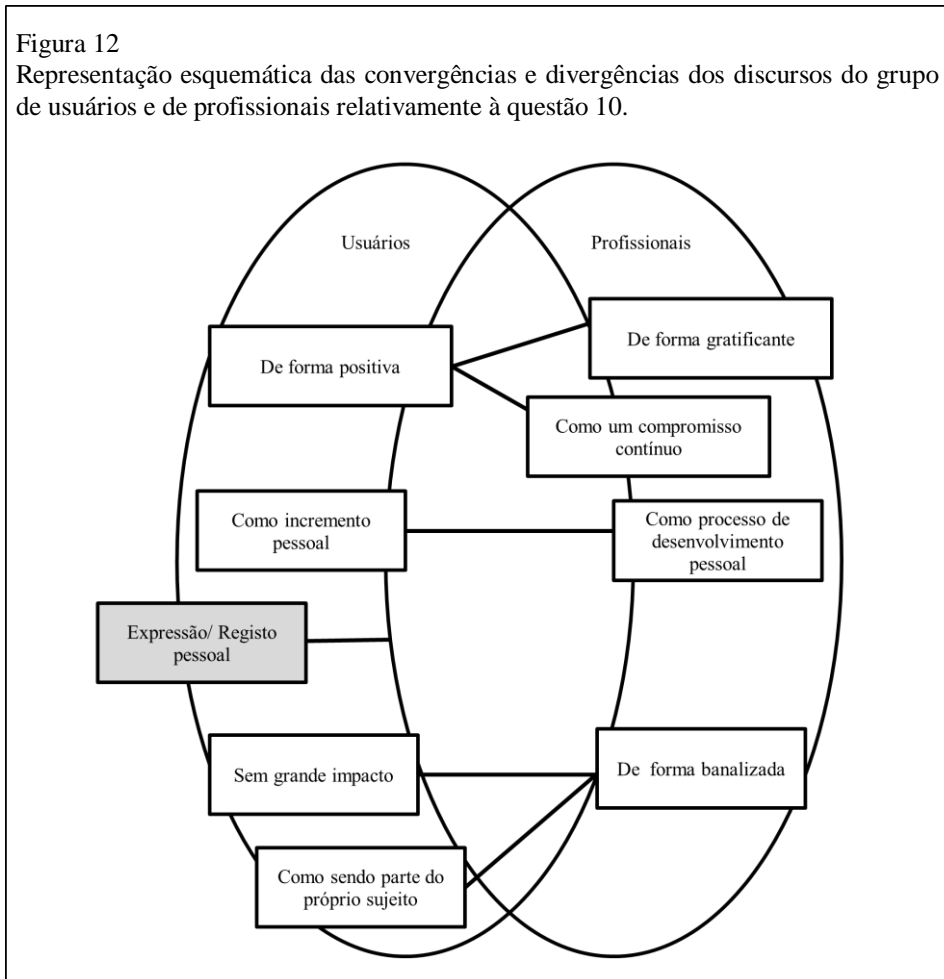 Figura 12
Representação esquemática das convergências e divergências dos discursos do grupo
de usuários e de profissionais relativamente à questão 10.
Usuários
Profissionais
De forma positiva
De forma gratificante
Como um compromisso
contínuo
Como incremento
pessoal
Como processo de
desenvolvimento
pessoal
Expressão/ Registo
pessoal
Sem grande impacto
De forma banalizada
Como sendo parte do
próprio sujeito